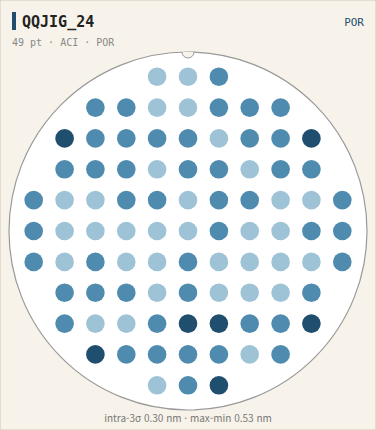 QQJIG_24
POR
49 pt · ACI · POR
intra-3σ 0.30 nm · max-min 0.53 nm